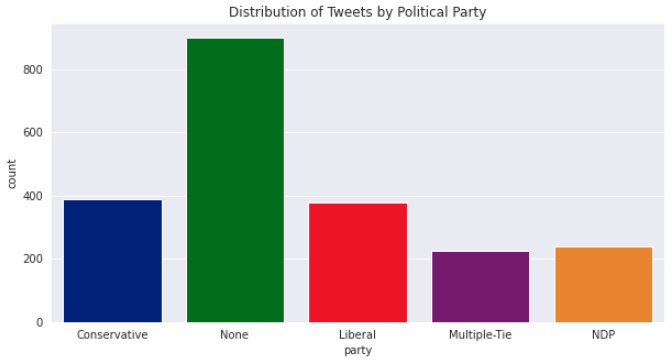 Distribution of Tweets by Political Party
count
800
600
400
200
0
Conservative None Liberal Multiple-Tie NDP
party